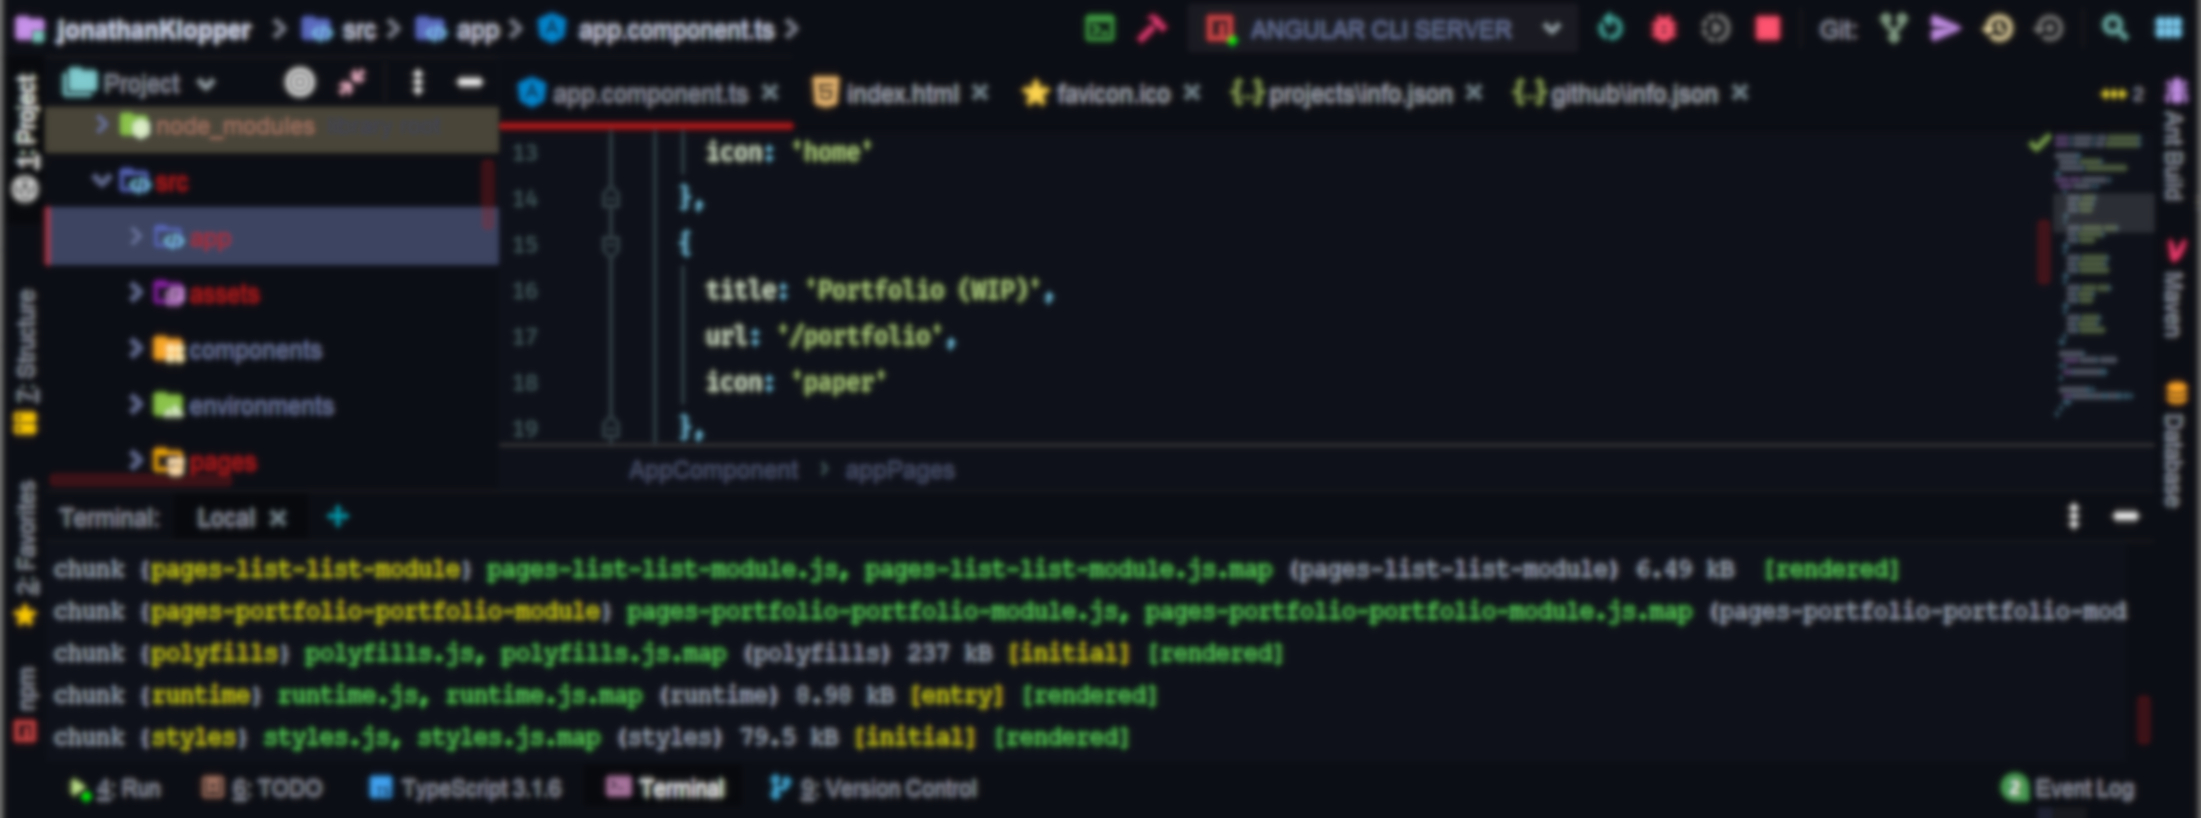 jonathanKlopper > src > app > app.component.ts >
ANGULAR CLI SERVER
Git:
1: Project
Project
app.component.ts
index.html
favicon.ico
{..} projects\info.json
{..} github\info.json
2
node_modules
src
app
assets
components
environments
pages
13 icon: 'home'
14 },
15 {
16 title: 'Portfolio (WIP)',
17 url: '/portfolio',
18 icon: 'paper'
19 },
AppComponent > appPages
Ant Build
Maven
Database
7: Structure
2: Favorites
npm
Terminal: Local × +
chunk (pages-list-list-module) pages-list-list-module.js, pages-list-list-module.js.map (pages-list-list-module) 6.49 kB [rendered]
chunk (pages-portfolio-portfolio-module) pages-portfolio-portfolio-module.js, pages-portfolio-portfolio-module.js.map (pages-portfolio-portfolio-mod
chunk (polyfills) polyfills.js, polyfills.js.map (polyfills) 237 kB [initial] [rendered]
chunk (runtime) runtime.js, runtime.js.map (runtime) 8.98 kB [entry] [rendered]
chunk (styles) styles.js, styles.js.map (styles) 79.5 kB [initial] [rendered]
4: Run
6: TODO
TypeScript 3.1.6
Terminal
9: Version Control
2 Event Log